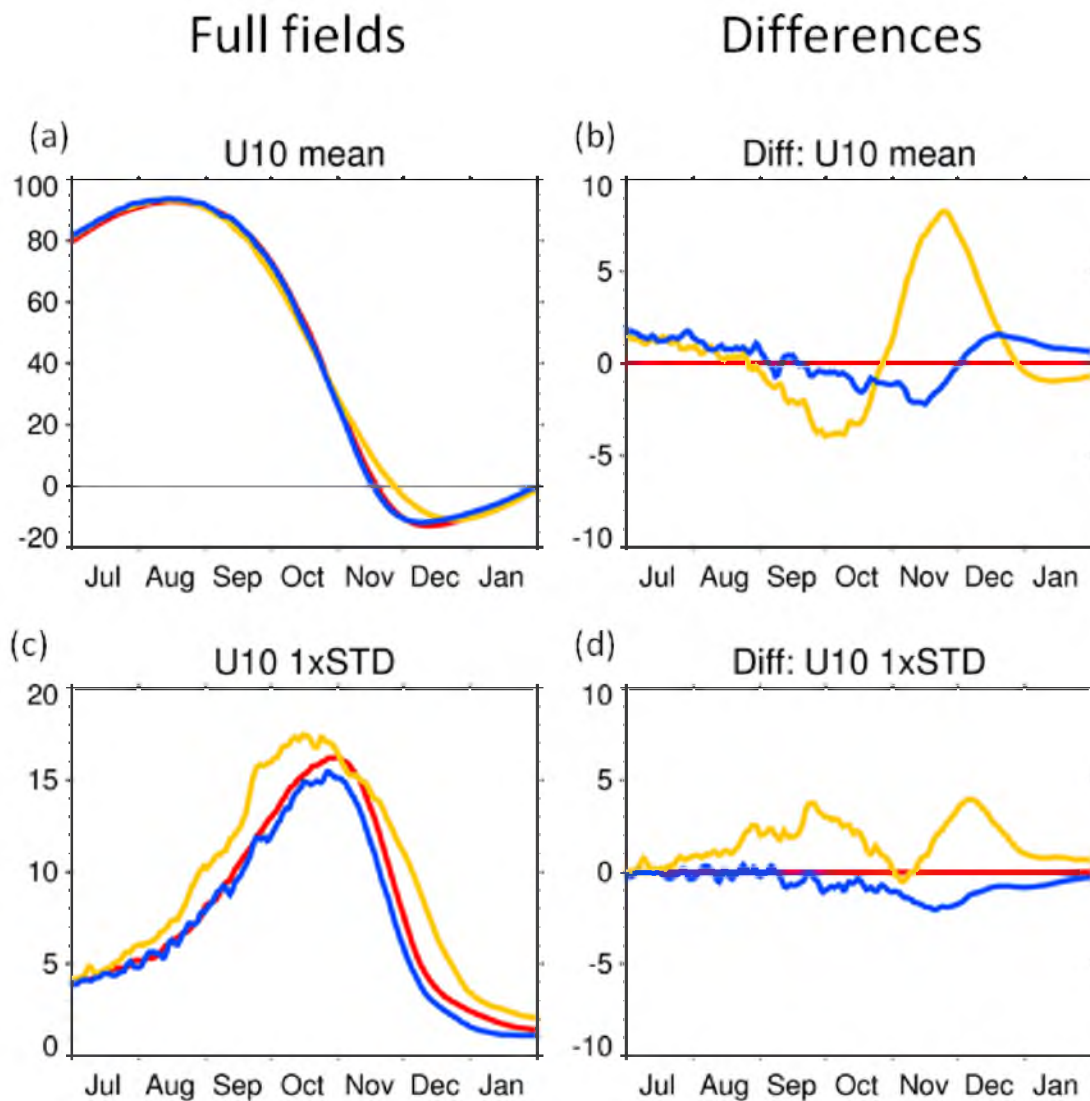 Full fields
Differences
(a)
U10 mean
100
80
60
40
20
0
-20
Jul Aug Sep Oct Nov Dec Jan
(b)
Diff: U10 mean
10
5
0
-5
-10
Jul Aug Sep Oct Nov Dec Jan
(c)
U10 1xSTD
20
15
10
5
0
Jul Aug Sep Oct Nov Dec Jan
(d)
Diff: U10 1xSTD
10
5
0
-5
-10
Jul Aug Sep Oct Nov Dec Jan